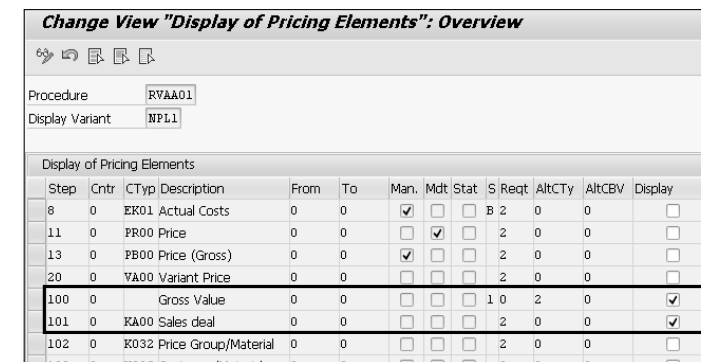 Change View "Display of Pricing Elements": Overview
Procedure RVAA01
Display Variant NPL1
Display of Pricing Elements
Step Cntr CTyp Description From To Man. Mdt Stat S Reqt AltCTy AltCBV Display
8 0 EK01 Actual Costs 0 0 B 2 0 0
11 0 PR00 Price 0 0 2 0 0
13 0 PB00 Price (Gross) 0 0 2 0 0
20 0 VA00 Variant Price 0 0 2 0 0
100 0 Gross Value 0 0 1 0 2 0
101 0 KA00 Sales deal 0 0 2 0 0
102 0 K032 Price Group/Material 0 0 2 0 0